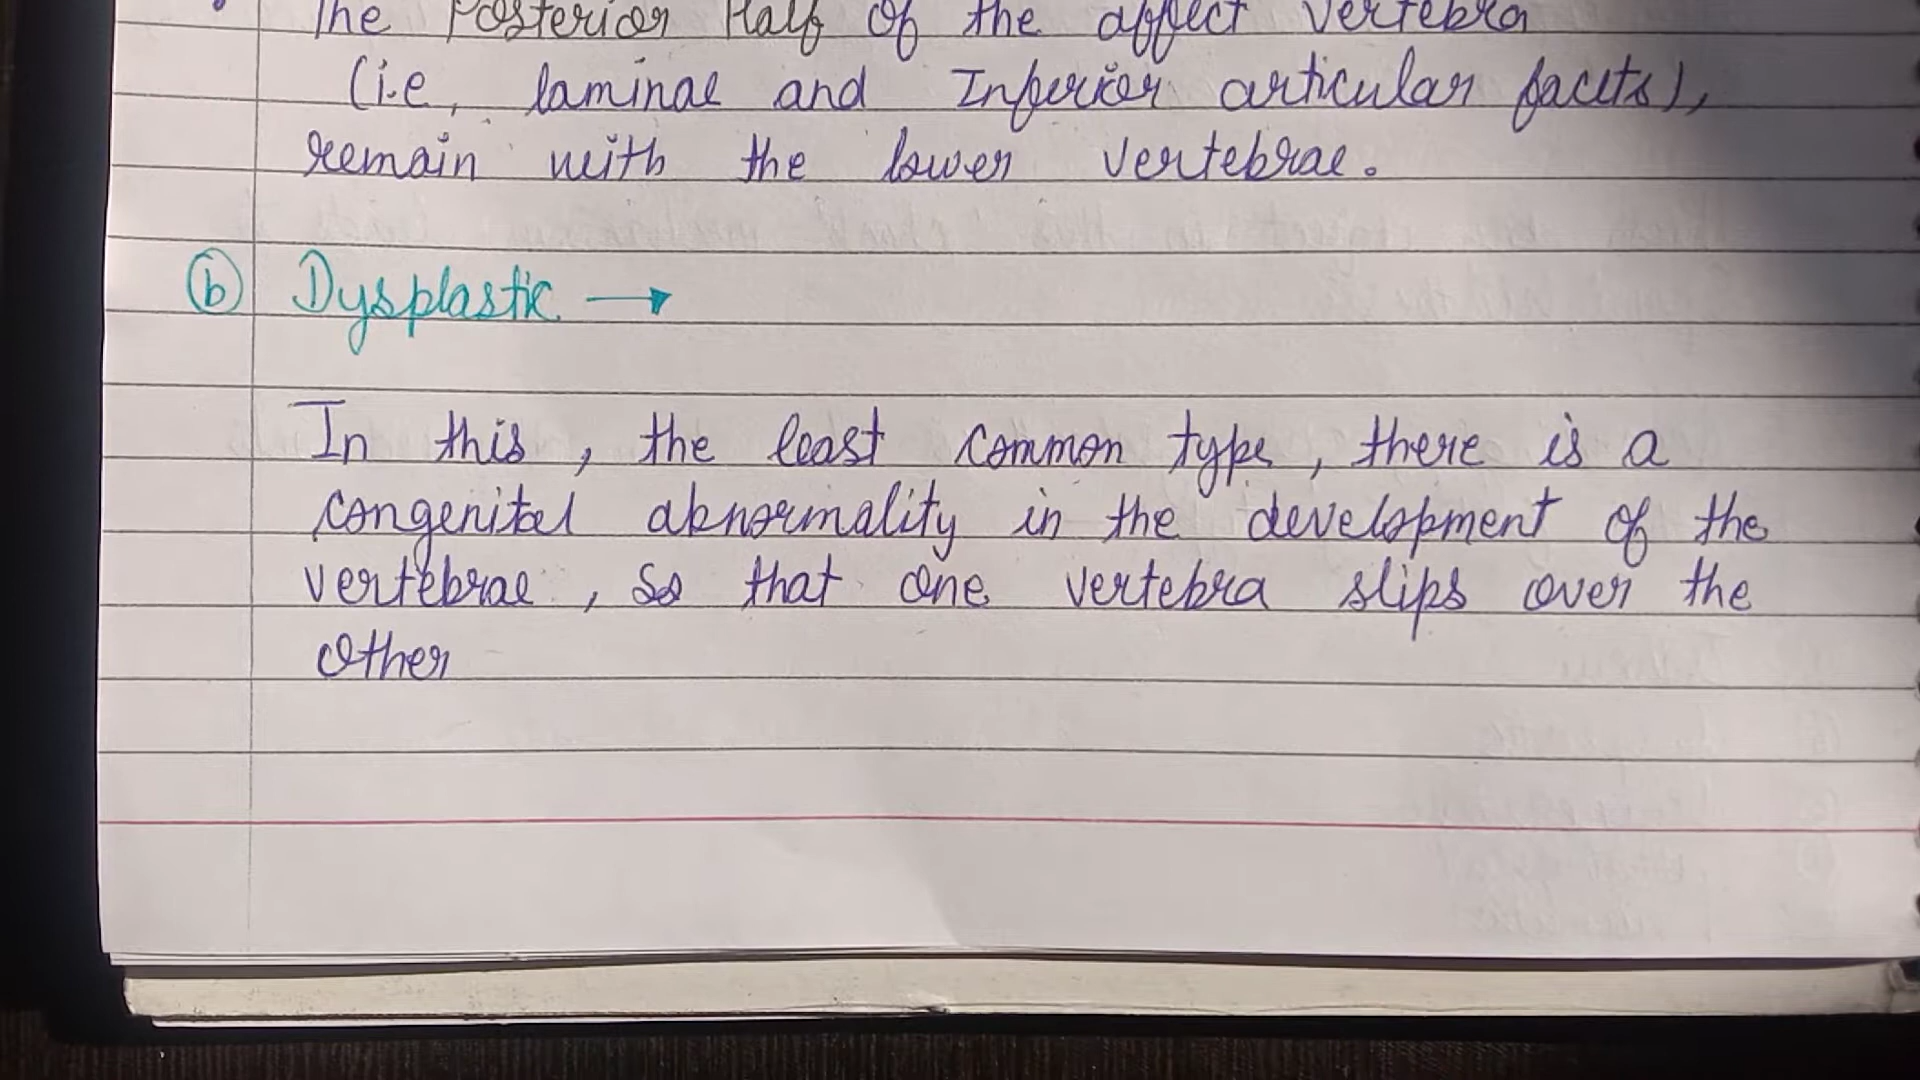 The Posterior Half of the affect vertebra
(i.e, laminae and Inferior articular facets),
remain with the lower vertebrae.
(b) Dysplastic →
In this, the least common type, there is a
congenital abnormality in the development of the
vertebrae, so that one vertebra slips over the
other